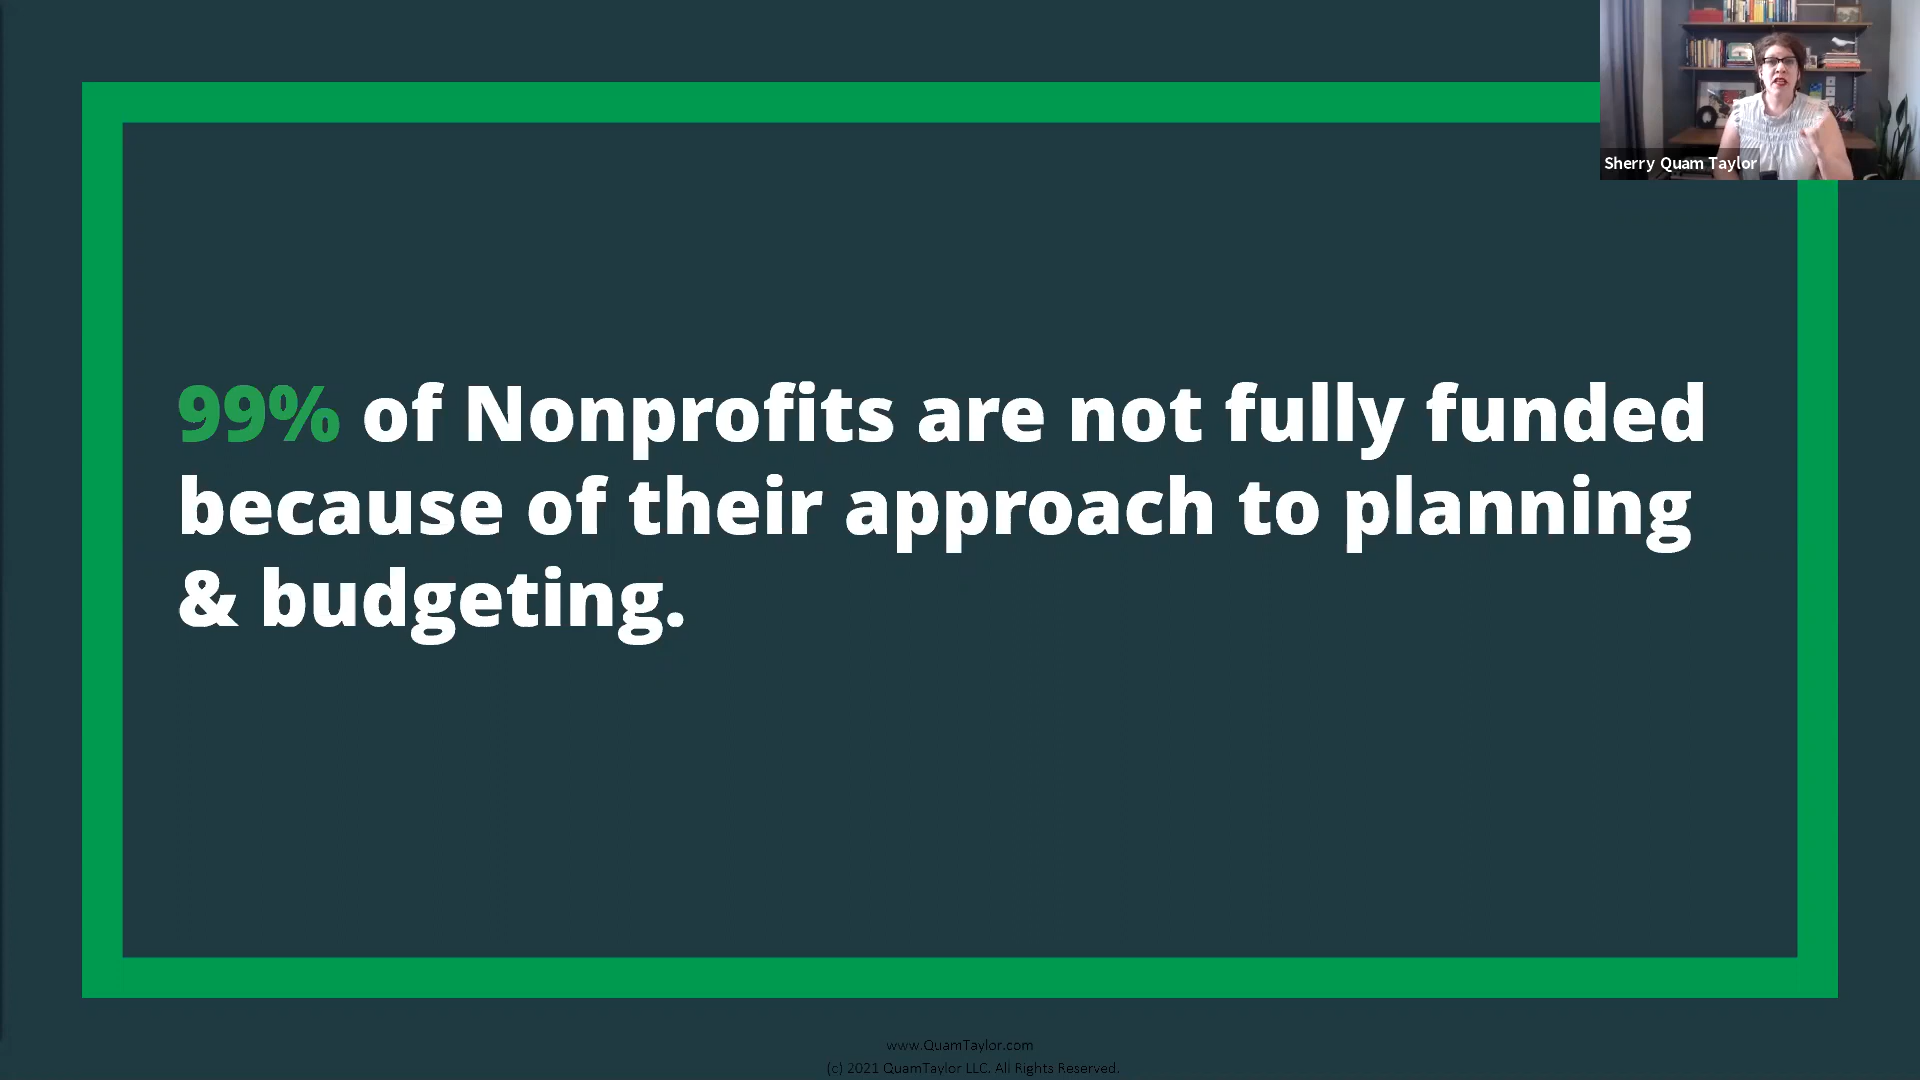 Sherry Quam Taylor
99% of Nonprofits are not fully funded
because of their approach to planning
& budgeting.
www.QuamTaylor.com
(c) 2021 QuamTaylor LLC. All Rights Reserved.